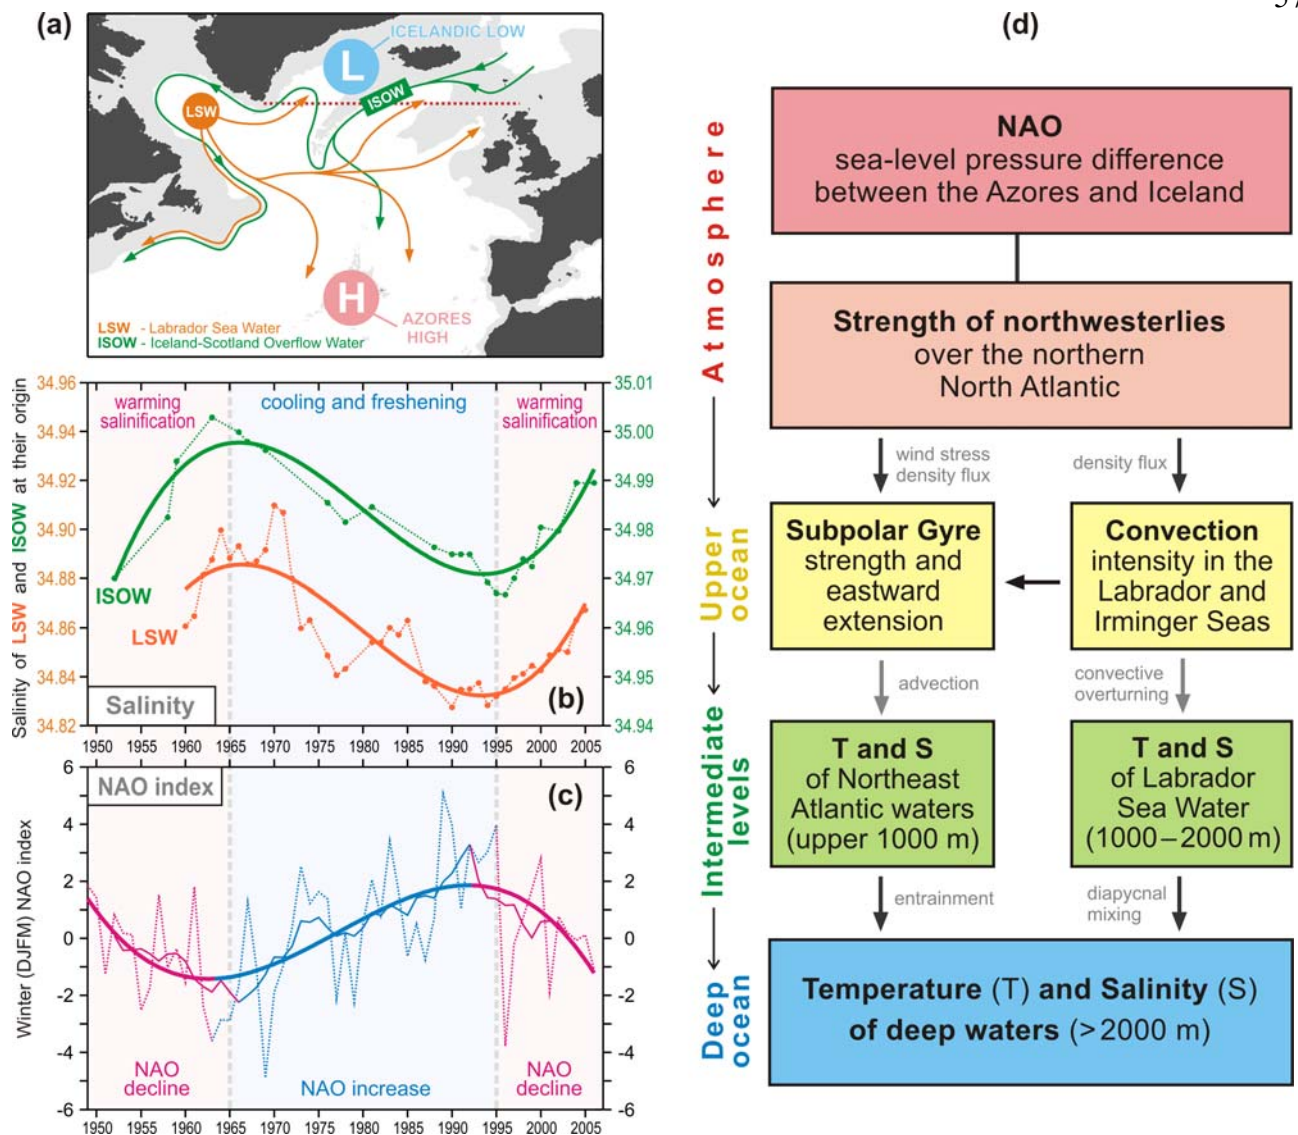 (a)
ICELANDIC LOW
L
ISOW
LSW
H
AZORES
HIGH
LSW - Labrador Sea Water
ISOW - Iceland-Scotland Overflow Water
Salinity of LSW and ISOW at their origin
34.96
34.94
34.92
34.90
34.88
34.86
34.84
34.82
35.01
35.00
34.99
34.98
34.97
34.96
34.95
34.94
warming
salinification
cooling and freshening
warming
salinification
ISOW
LSW
Salinity
(b)
1950 1955 1960 1965 1970 1975 1980 1985 1990 1995 2000 2005
Winter (DJFM) NAO index
6
4
2
0
-2
-4
-6
6
4
2
0
-2
-4
-6
NAO index
(c)
NAO
decline
NAO increase
NAO
decline
1950 1955 1960 1965 1970 1975 1980 1985 1990 1995 2000 2005
(d)
Atmosphere
Upper
ocean
Intermediate
levels
Deep
ocean
NAO
sea-level pressure difference
between the Azores and Iceland
Strength of northwesterlies
over the northern
North Atlantic
wind stress
density flux
density flux
Subpolar Gyre
strength and
eastward
extension
Convection
intensity in the
Labrador and
Irminger Seas
advection
convective
overturning
T and S
of Northeast
Atlantic waters
(upper 1000 m)
T and S
of Labrador
Sea Water
(1000–2000 m)
entrainment
diapycnal
mixing
Temperature (T) and Salinity (S)
of deep waters (>2000 m)